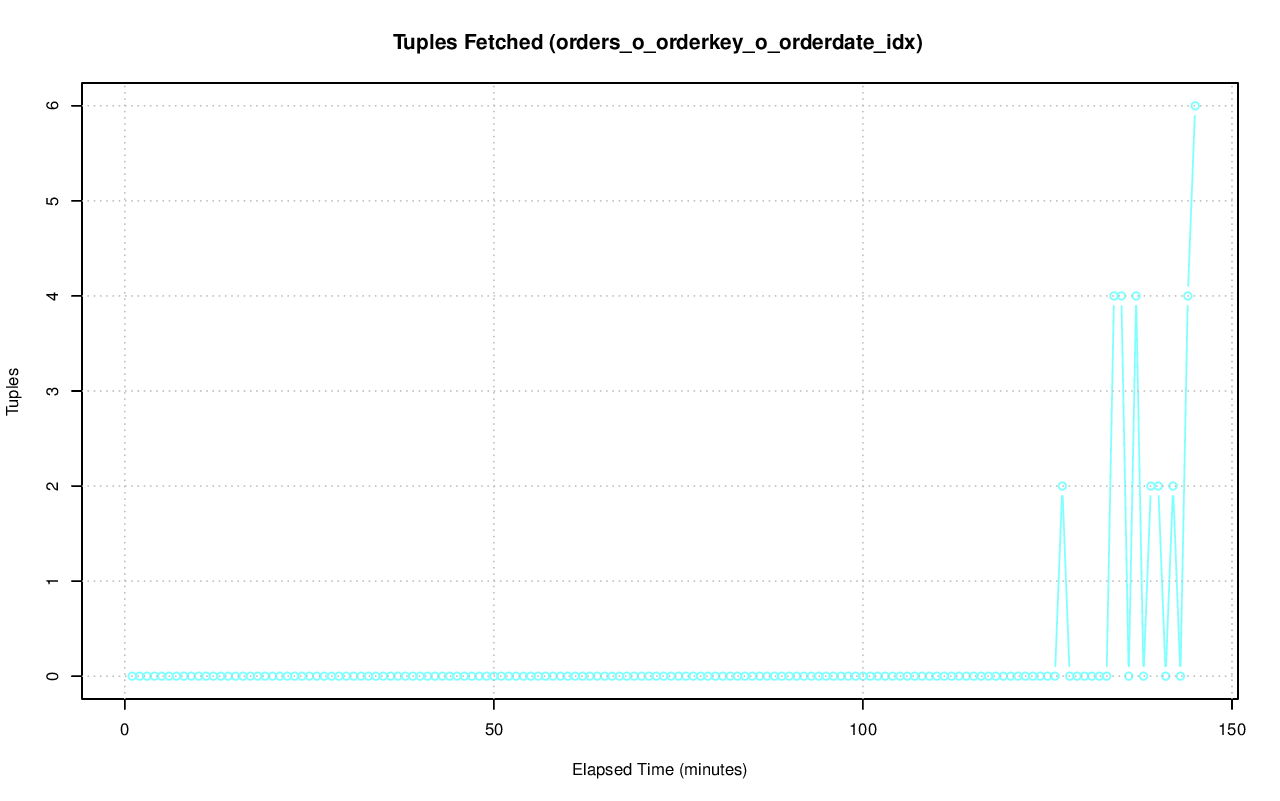 Tuples Fetched (orders_o_orderkey_o_orderdate_idx)
6
5
4
3
2
1
0
Tuples
0 50 100 150
Elapsed Time (minutes)